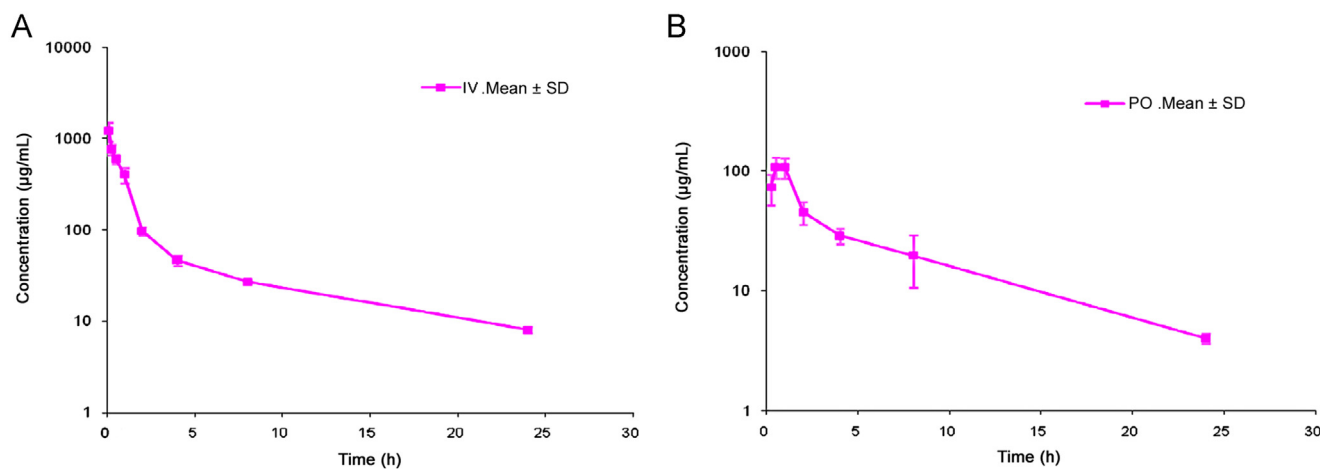 A
10000
1000
100
10
1
Concentration (µg/mL)
IV .Mean ± SD
0 5 10 15 20 25 30
Time (h)
B
1000
100
10
1
Concentration (µg/mL)
PO .Mean ± SD
0 5 10 15 20 25 30
Time (h)